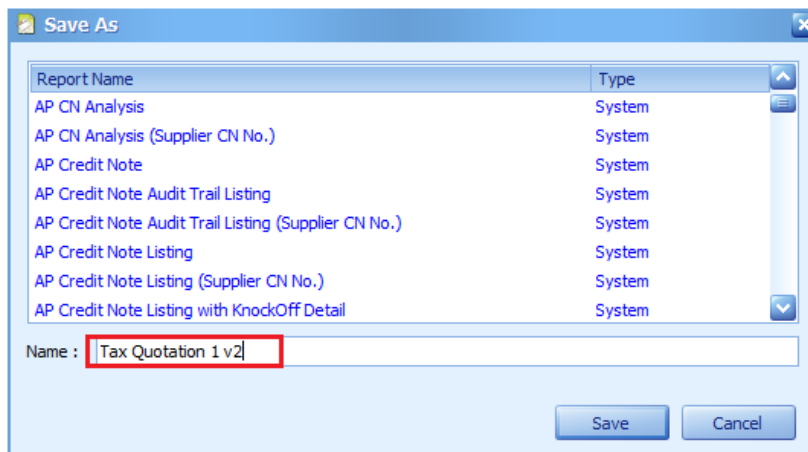 Save As
Report Name Type
AP CN Analysis System
AP CN Analysis (Supplier CN No.) System
AP Credit Note System
AP Credit Note Audit Trail Listing System
AP Credit Note Audit Trail Listing (Supplier CN No.) System
AP Credit Note Listing System
AP Credit Note Listing (Supplier CN No.) System
AP Credit Note Listing with KnockOff Detail System
Name : Tax Quotation 1 v2
Save Cancel